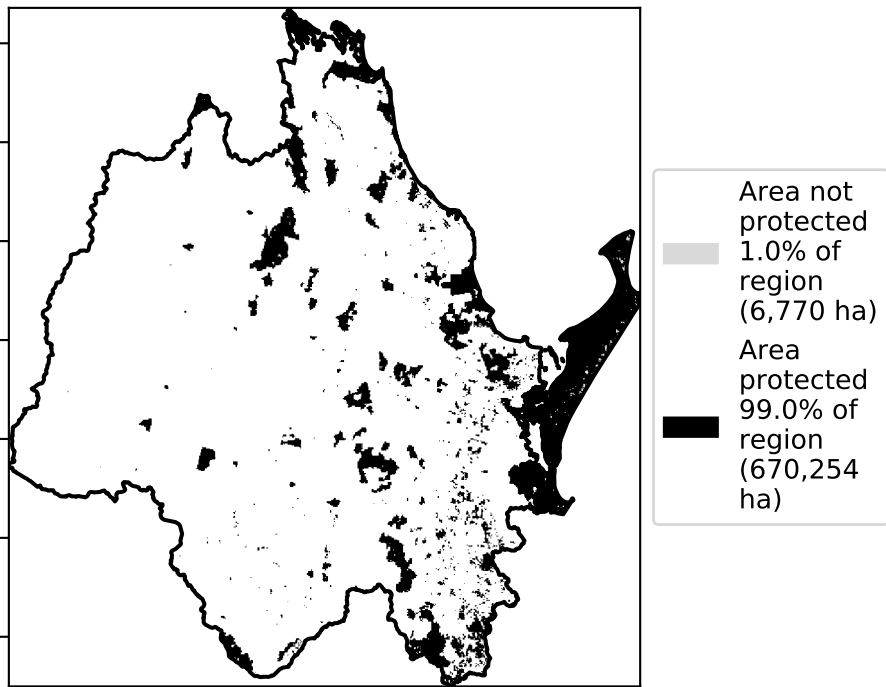 Area not
protected
1.0% of
region
(6,770 ha)
Area
protected
99.0% of
region
(670,254
ha)